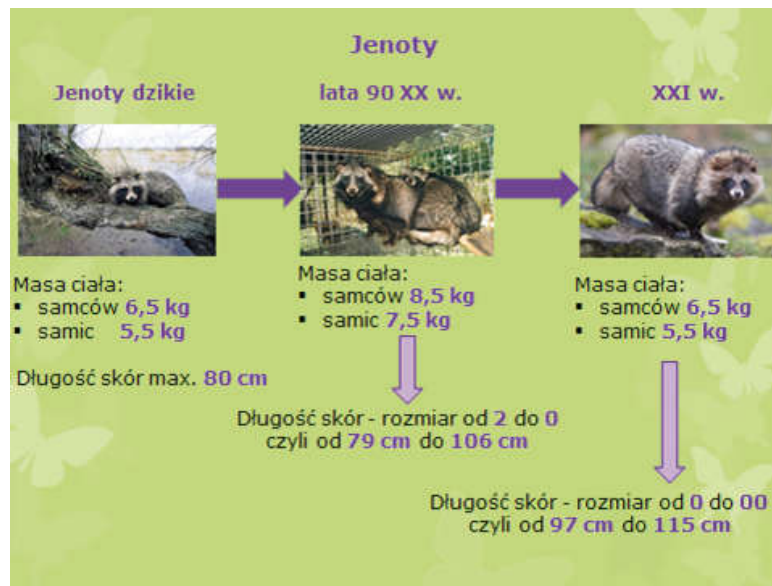 Jenoty
Jenoty dzikie
lata 90 XX w.
XXI w.
Masa ciała:
▪ samców 6,5 kg
▪ samic 5,5 kg
Długość skór max. 80 cm
Masa ciała:
▪ samców 8,5 kg
▪ samic 7,5 kg
Długość skór - rozmiar od 2 do 0
czyli od 79 cm do 106 cm
Masa ciała:
▪ samców 6,5 kg
▪ samic 5,5 kg
Długość skór - rozmiar od 0 do 00
czyli od 97 cm do 115 cm